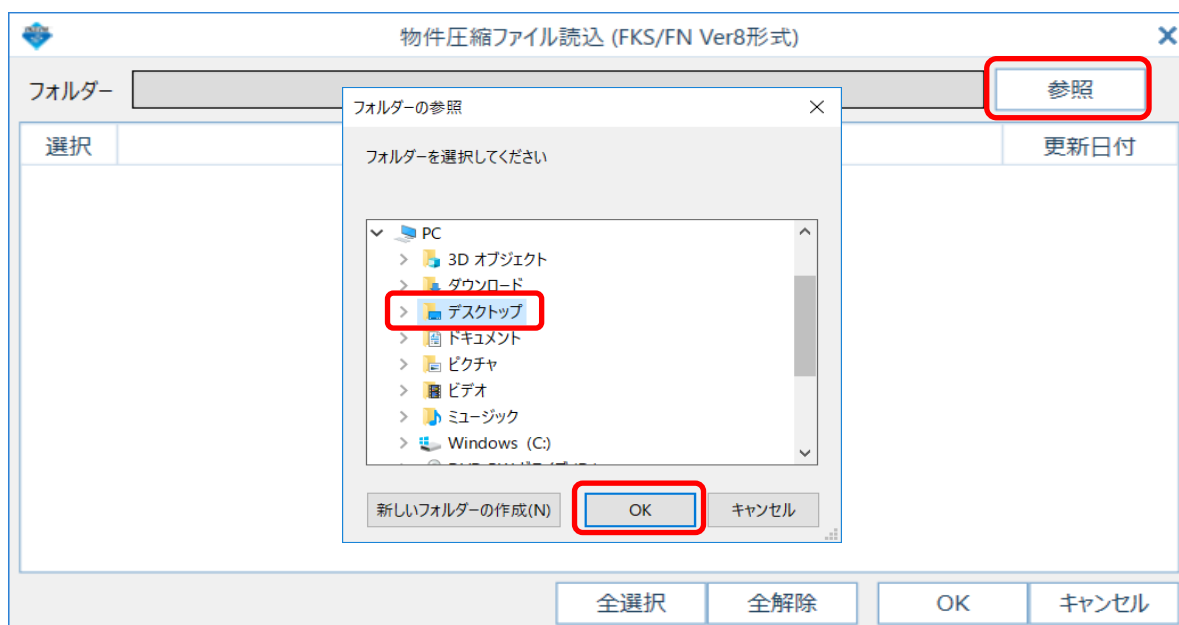 物件圧縮ファイル読込 (FKS/FN Ver8形式)
フォルダー
参照
選択
更新日付
フォルダーの参照
フォルダーを選択してください
PC
3D オブジェクト
ダウンロード
デスクトップ
ドキュメント
ピクチャ
ビデオ
ミュージック
Windows (C:)
新しいフォルダーの作成(N)
OK
キャンセル
全選択
全解除
OK
キャンセル